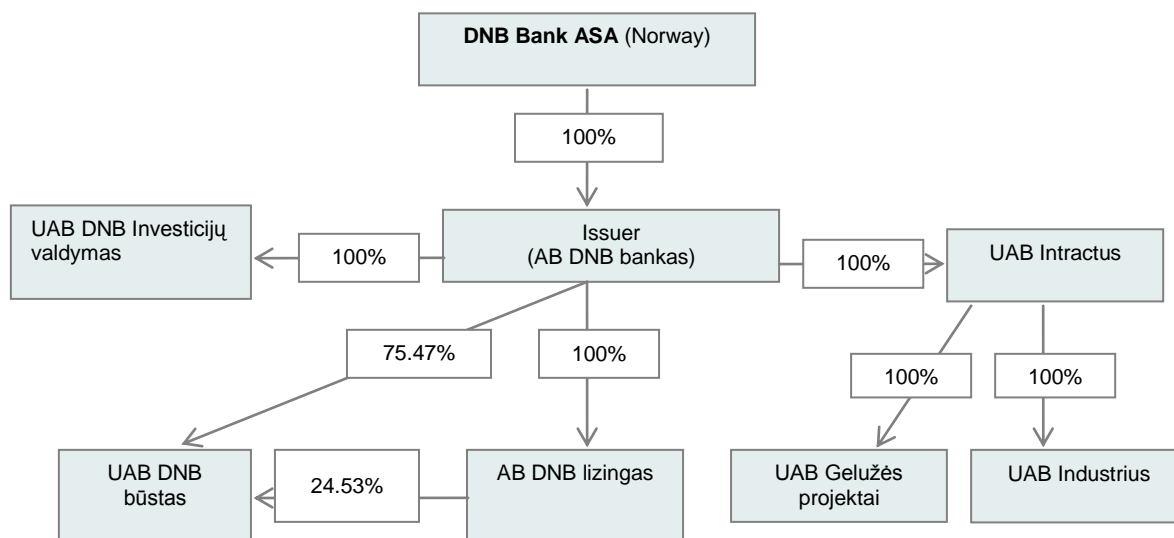 DNB Bank ASA (Norway)
100%
UAB DNB Investicijų
valdymas
100%
Issuer
(AB DNB bankas)
100%
UAB Intractus
75.47%
100%
100%
100%
UAB DNB
būstas
24.53%
AB DNB lizingas
UAB Gelužės
projektai
UAB Industrius